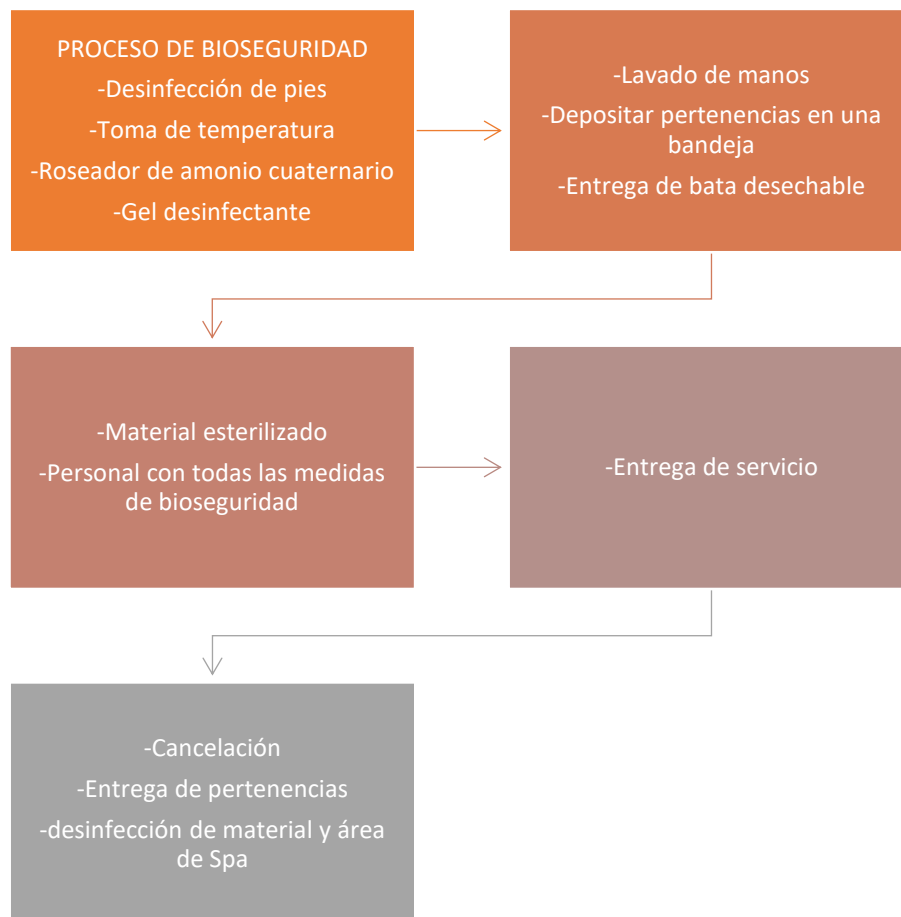 PROCESO DE BIOSEGURIDAD
-Desinfección de pies
-Toma de temperatura
-Roseador de amonio cuaternario
-Gel desinfectante
-Lavado de manos
-Depositar pertenencias en una
bandeja
-Entrega de bata desechable
-Material esterilizado
-Personal con todas las medidas
de bioseguridad
-Entrega de servicio
-Cancelación
-Entrega de pertenencias
-desinfección de material y área
de Spa